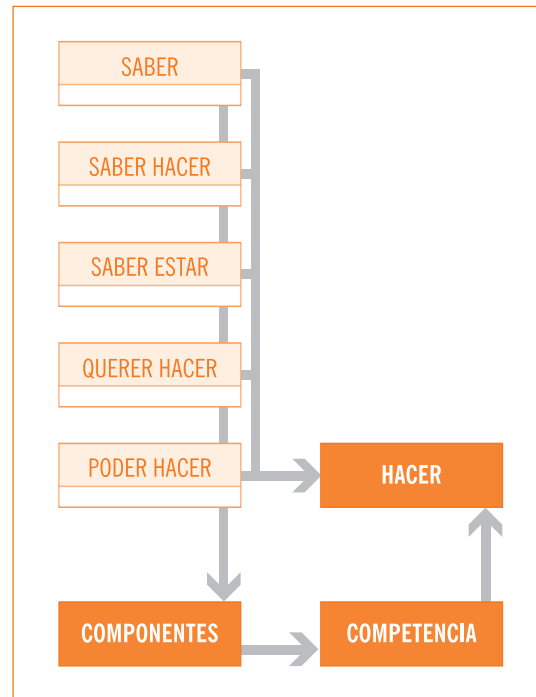 SABER
SABER HACER
SABER ESTAR
QUERER HACER
PODER HACER
HACER
COMPONENTES
COMPETENCIA